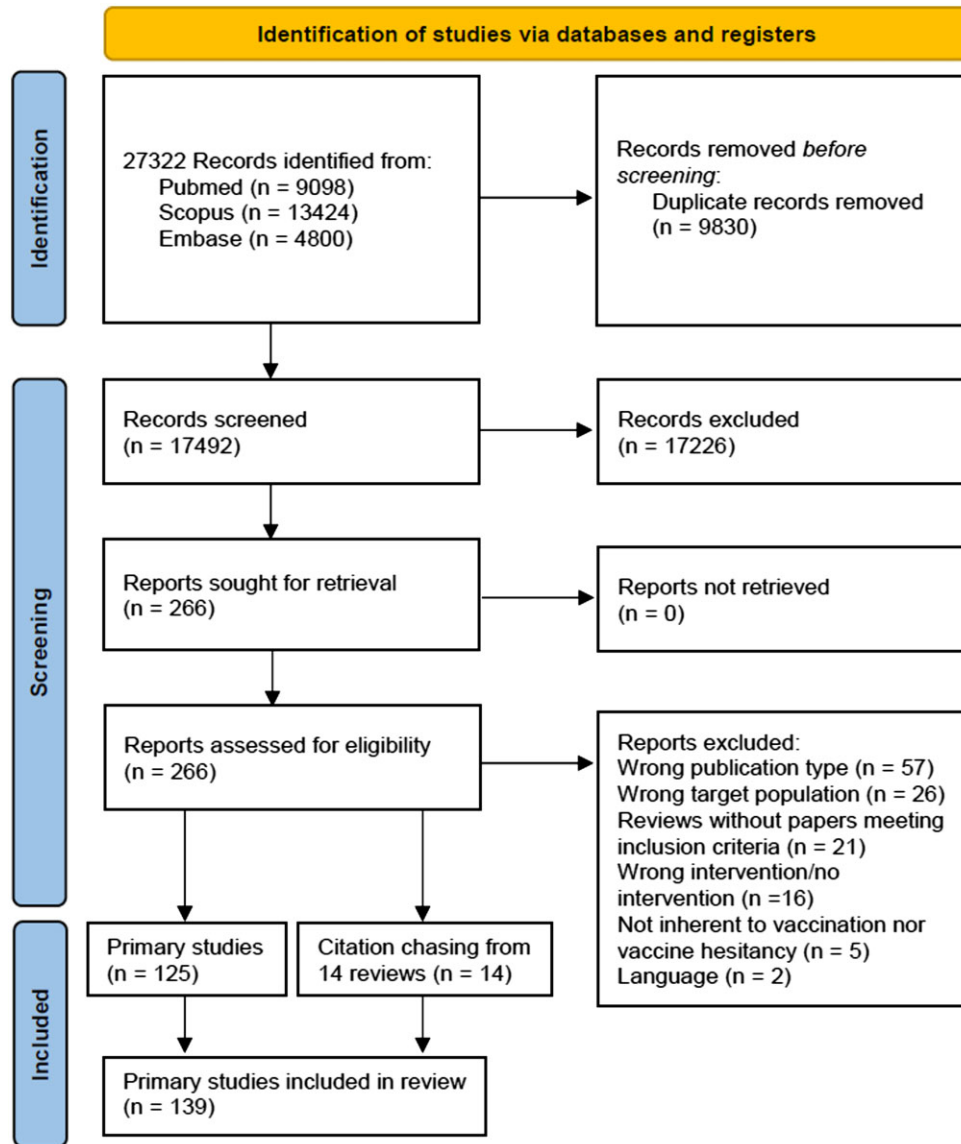 Identification of studies via databases and registers
Identification
27322 Records identified from:
Pubmed (n = 9098)
Scopus (n = 13424)
Embase (n = 4800)
Records removed before
screening:
Duplicate records removed
(n = 9830)
Screening
Records screened
(n = 17492)
Records excluded
(n = 17226)
Reports sought for retrieval
(n = 266)
Reports not retrieved
(n = 0)
Reports assessed for eligibility
(n = 266)
Reports excluded:
Wrong publication type (n = 57)
Wrong target population (n = 26)
Reviews without papers meeting
inclusion criteria (n = 21)
Wrong intervention/no
intervention (n =16)
Not inherent to vaccination nor
vaccine hesitancy (n = 5)
Language (n = 2)
Included
Primary studies
(n = 125)
Citation chasing from
14 reviews (n = 14)
Primary studies included in review
(n = 139)